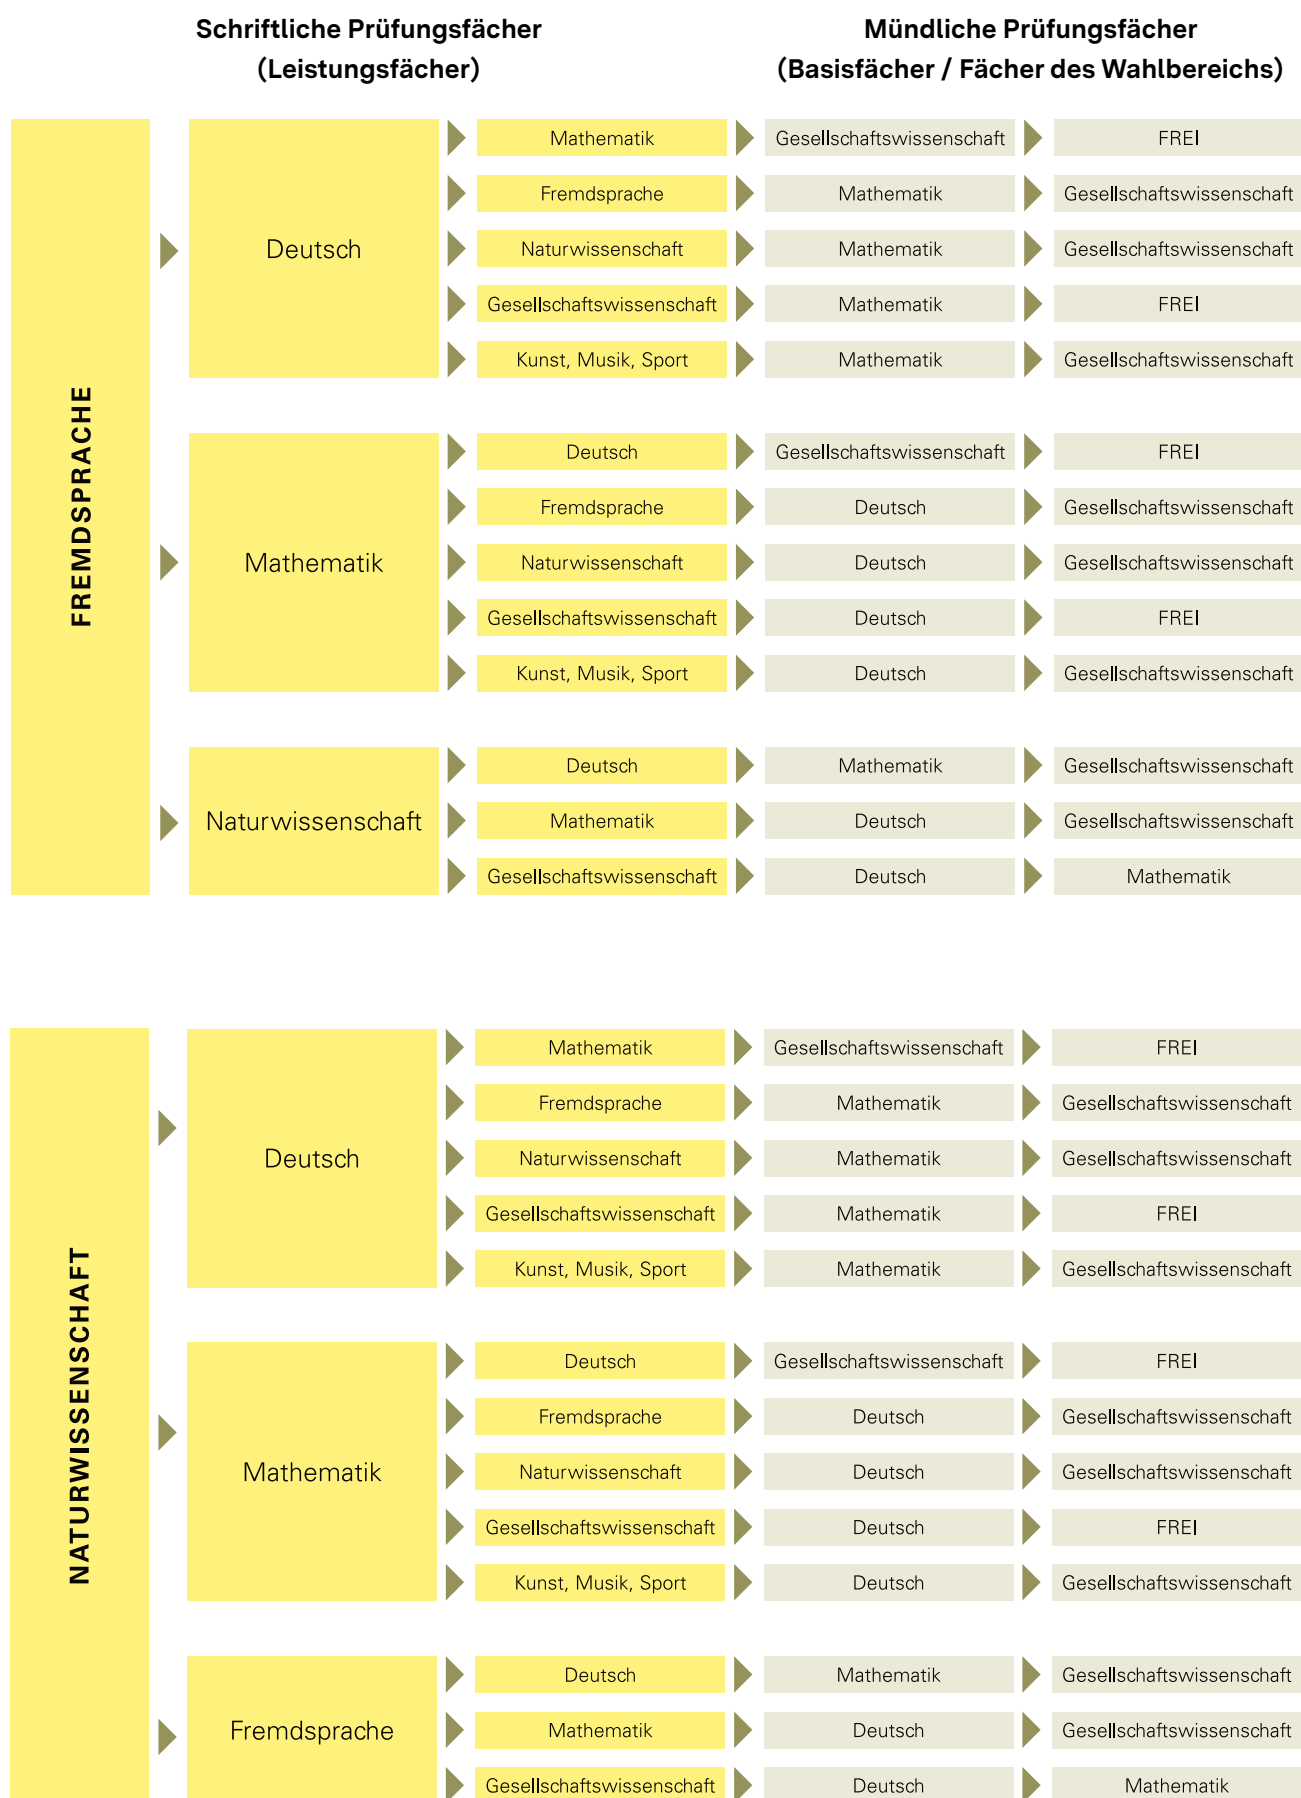 Schriftliche Prüfungsfächer
(Leistungsfächer)
Mündliche Prüfungsfächer
(Basisfächer / Fächer des Wahlbereichs)
FREMDSPRACHE
Deutsch
Mathematik Gesellschaftswissenschaft FREI
Fremdsprache Mathematik Gesellschaftswissenschaft
Naturwissenschaft Mathematik Gesellschaftswissenschaft
Gesellschaftswissenschaft Mathematik FREI
Kunst, Musik, Sport Mathematik Gesellschaftswissenschaft
Mathematik
Deutsch Gesellschaftswissenschaft FREI
Fremdsprache Deutsch Gesellschaftswissenschaft
Naturwissenschaft Deutsch Gesellschaftswissenschaft
Gesellschaftswissenschaft Deutsch FREI
Kunst, Musik, Sport Deutsch Gesellschaftswissenschaft
Naturwissenschaft
Deutsch Mathematik Gesellschaftswissenschaft
Mathematik Deutsch Gesellschaftswissenschaft
Gesellschaftswissenschaft Deutsch Mathematik
NATURWISSENSCHAFT
Deutsch
Mathematik Gesellschaftswissenschaft FREI
Fremdsprache Mathematik Gesellschaftswissenschaft
Naturwissenschaft Mathematik Gesellschaftswissenschaft
Gesellschaftswissenschaft Mathematik FREI
Kunst, Musik, Sport Mathematik Gesellschaftswissenschaft
Mathematik
Deutsch Gesellschaftswissenschaft FREI
Fremdsprache Deutsch Gesellschaftswissenschaft
Naturwissenschaft Deutsch Gesellschaftswissenschaft
Gesellschaftswissenschaft Deutsch FREI
Kunst, Musik, Sport Deutsch Gesellschaftswissenschaft
Fremdsprache
Deutsch Mathematik Gesellschaftswissenschaft
Mathematik Deutsch Gesellschaftswissenschaft
Gesellschaftswissenschaft Deutsch Mathematik